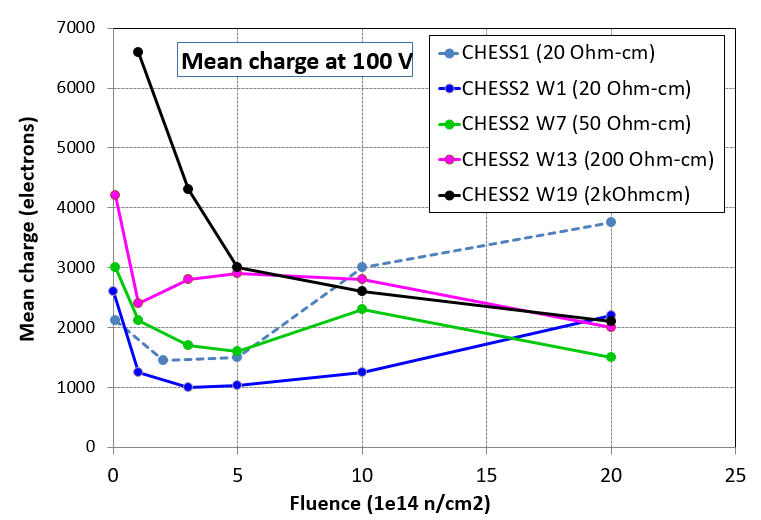 Mean charge at 100 V
CHESS1 (20 Ohm-cm)
CHESS2 W1 (20 Ohm-cm)
CHESS2 W7 (50 Ohm-cm)
CHESS2 W13 (200 Ohm-cm)
CHESS2 W19 (2kOhmcm)
Mean charge (electrons)
7000
6000
5000
4000
3000
2000
1000
0
0 5 10 15 20 25
Fluence (1e14 n/cm2)